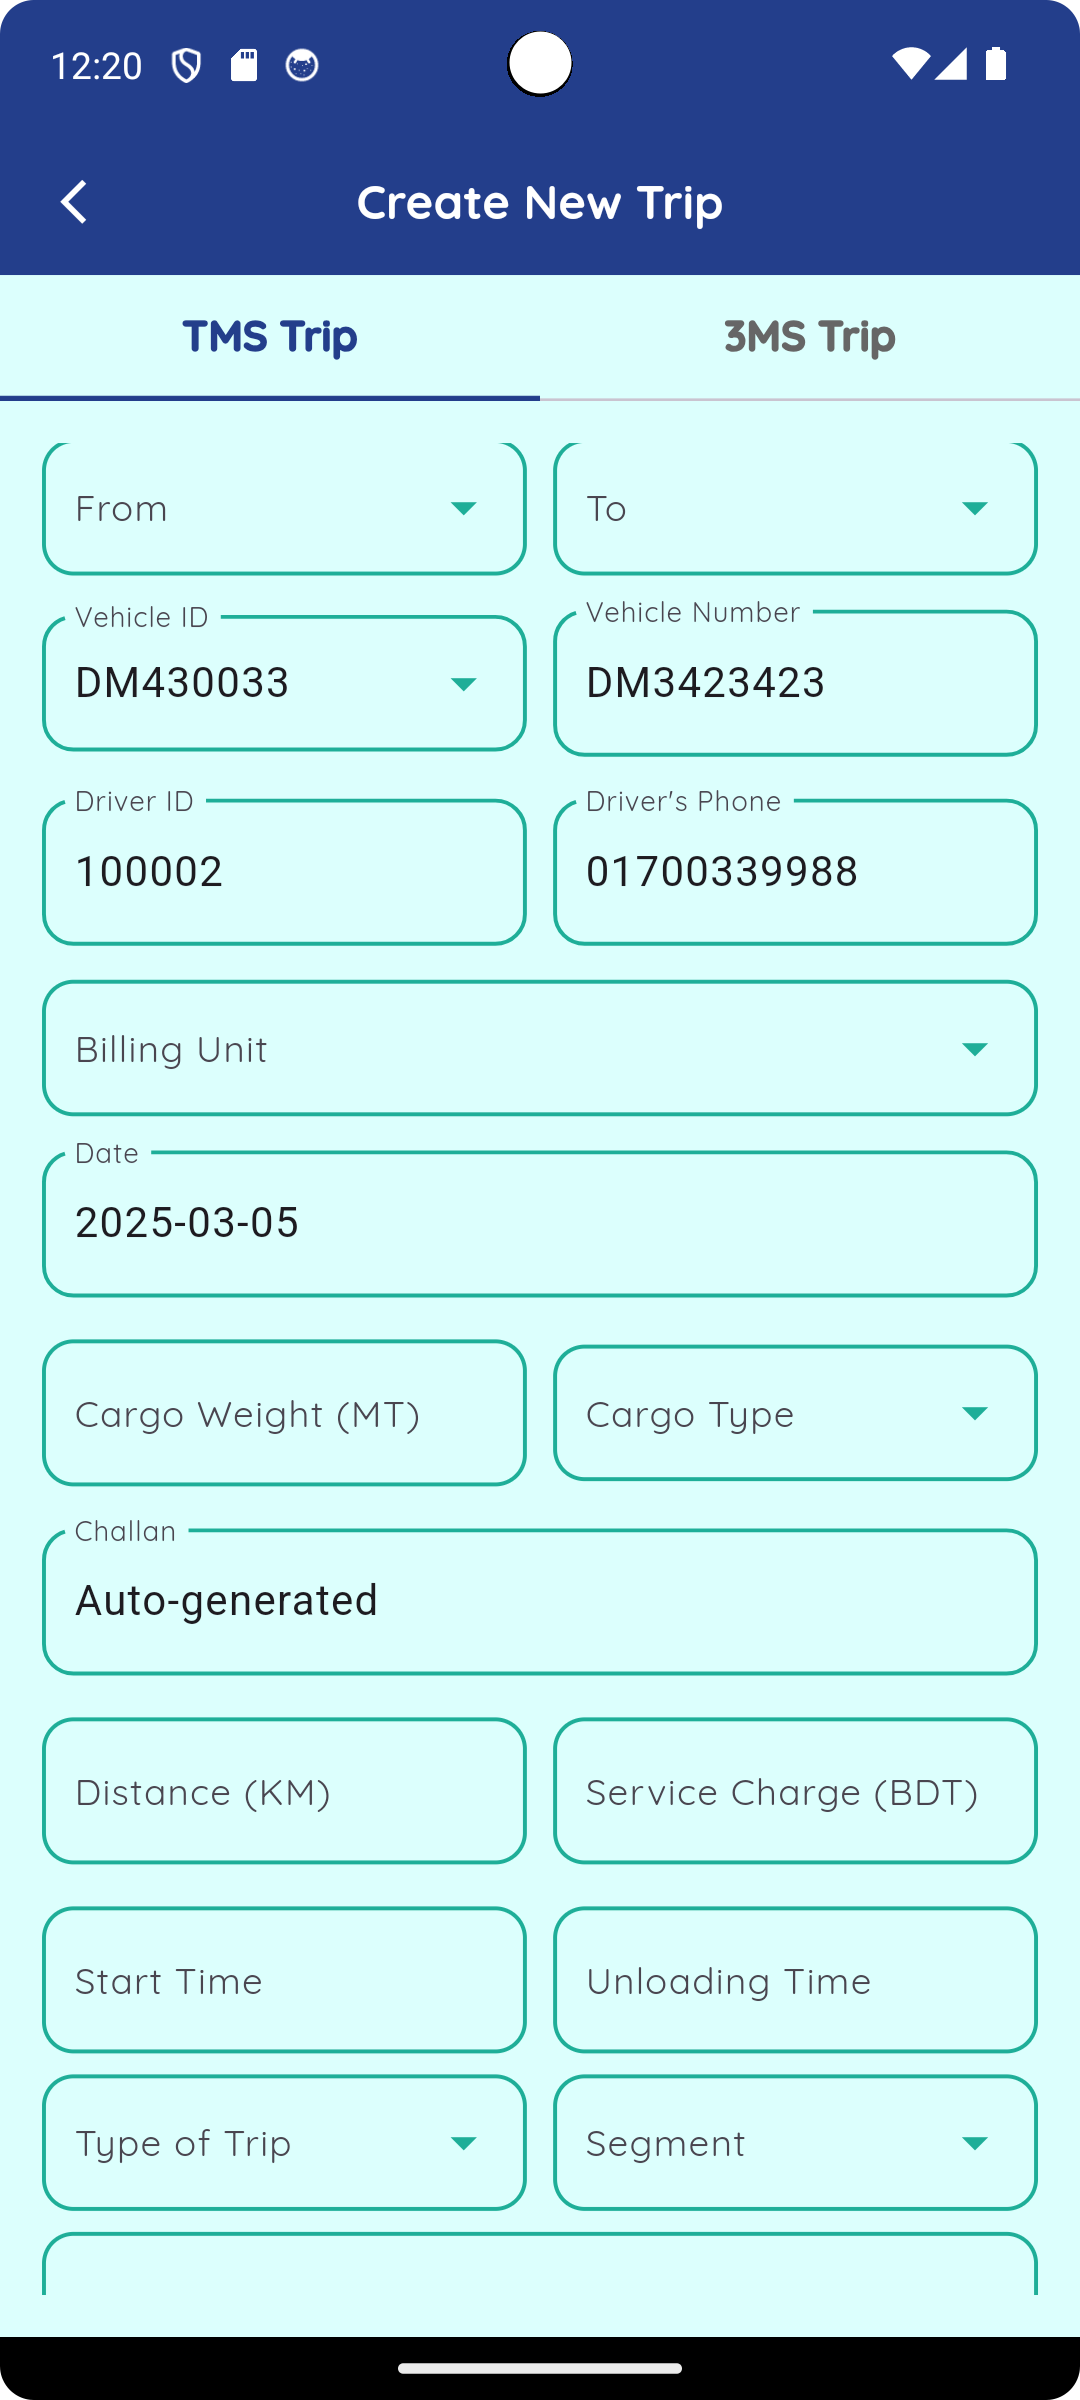 12:20
Create New Trip
TMS Trip 3MS Trip
From To
Vehicle ID Vehicle Number
DM430033 DM3423423
Driver ID Driver's Phone
100002 01700339988
Billing Unit
Date
2025-03-05
Cargo Weight (MT) Cargo Type
Challan
Auto-generated
Distance (KM) Service Charge (BDT)
Start Time Unloading Time
Type of Trip Segment